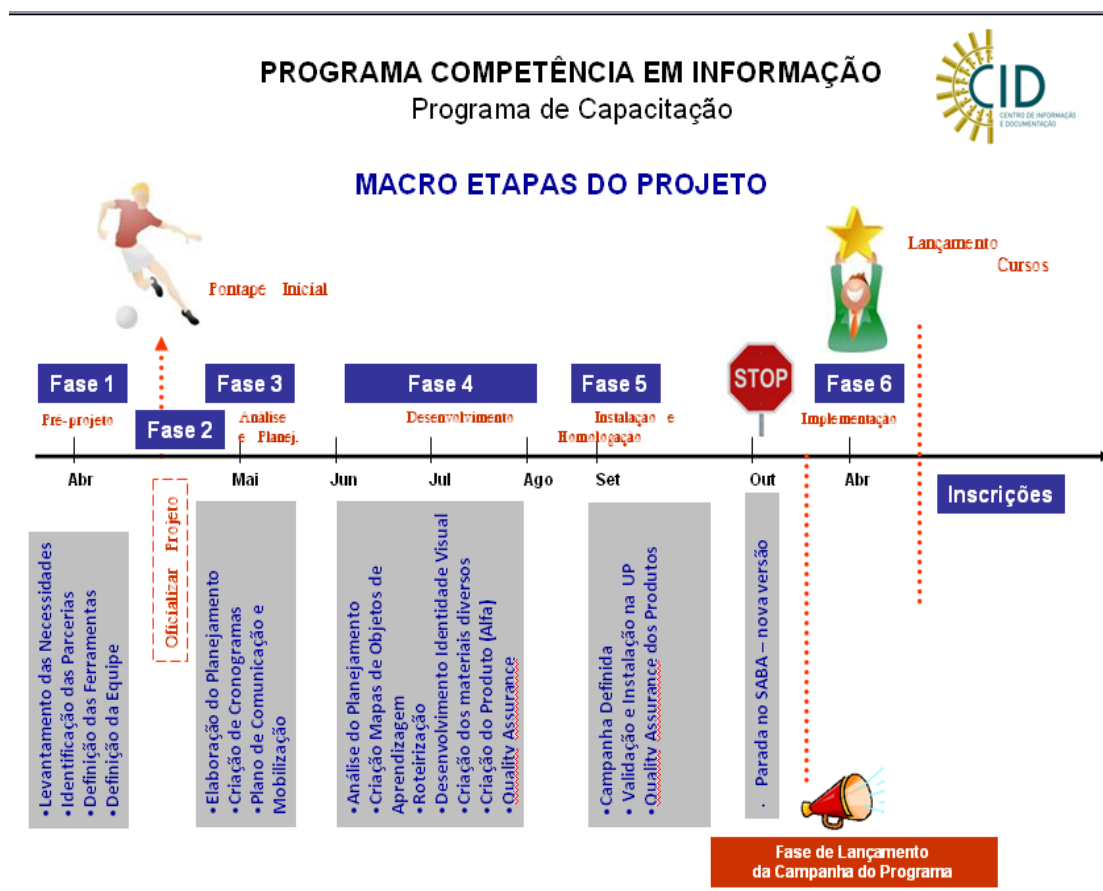 PROGRAMA COMPETÊNCIA EM INFORMAÇÃO
Programa de Capacitação
CID
CENTRO DE INFORMAÇÃO
E DOCUMENTAÇÃO
MACRO ETAPAS DO PROJETO
Pontape Inicial
Lançamento
Cursos
Fase 1
Pré-projeto
Fase 2
Fase 3
Análise
e Planej.
Fase 4
Desenvolvimento
Fase 5
Instalação e
Homologação
STOP
Fase 6
Implementação
Abr
Mai
Jun
Jul
Ago
Set
Out
Abr
Inscrições
•Levantamento das Necessidades
•Identificação das Parcerias
•Definição das Ferramentas
•Definição da Equipe
Oficializar Projeto
•Elaboração do Planejamento
•Criação de Cronogramas
•Plano de Comunicação e
Mobilização
•Análise do Planejamento
•Criação Mapas de Objetos de
Aprendizagem
•Roteirização
•Desenvolvimento Identidade Visual
•Criação dos materiais diversos
•Criação do Produto (Alfa)
•Quality Assurance
•Campanha Definida
•Validação e Instalação na UP
•Quality Assurance dos Produtos
• Parada no SABA – nova versão
Fase de Lançamento
da Campanha do Programa